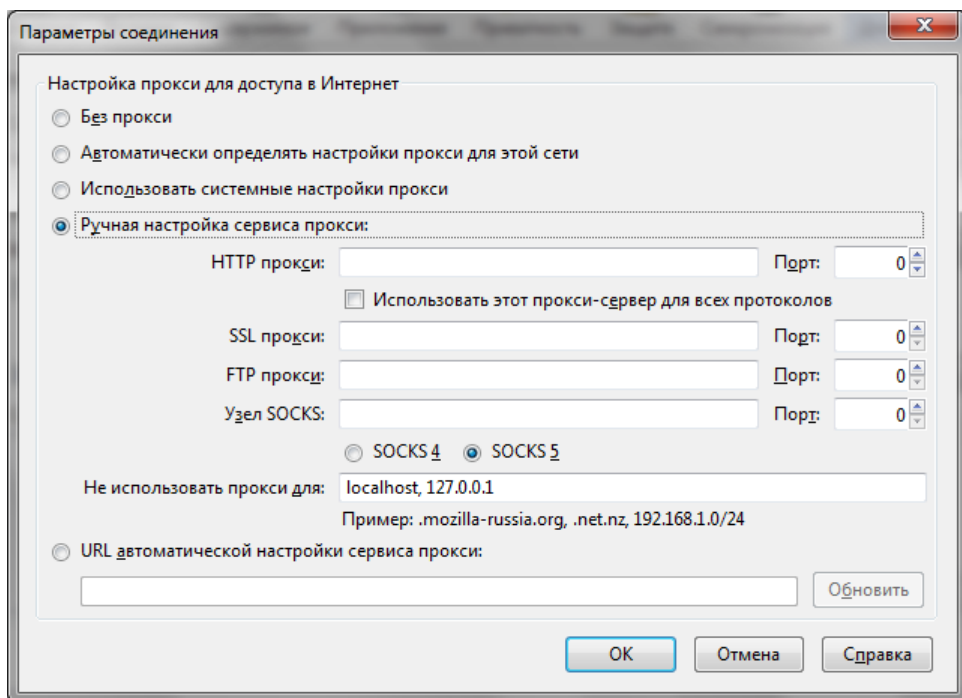 Параметры соединения
Настройка прокси для доступа в Интернет
Без прокси
Автоматически определять настройки прокси для этой сети
Использовать системные настройки прокси
Ручная настройка сервиса прокси:
HTTP прокси: Порт: 0
Использовать этот прокси-сервер для всех протоколов
SSL прокси: Порт: 0
FTP прокси: Порт: 0
Узел SOCKS: Порт: 0
SOCKS 4 SOCKS 5
Не использовать прокси для: localhost, 127.0.0.1
Пример: .mozilla-russia.org, .net.nz, 192.168.1.0/24
URL автоматической настройки сервиса прокси:
Обновить
OK Отмена Справка